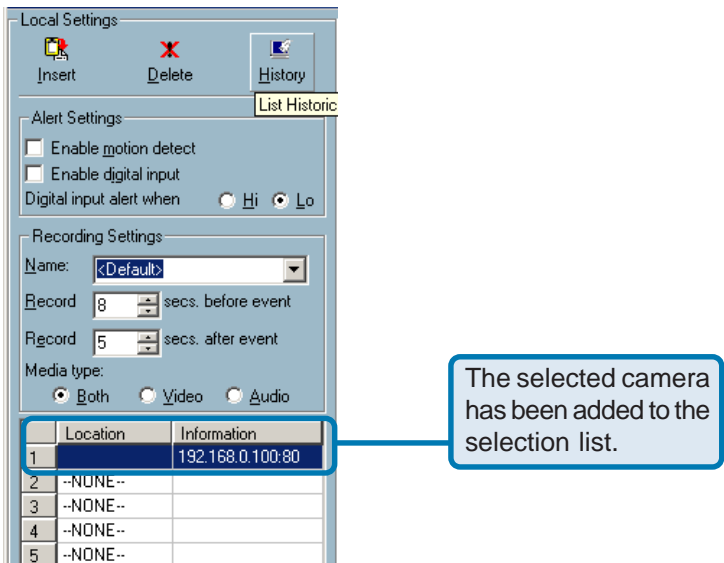 Local Settings
Insert Delete History
List Historic
Alert Settings
Enable motion detect
Enable digital input
Digital input alert when Hi Lo
Recording Settings
Name: <Default>
Record 8 secs. before event
Record 5 secs. after event
Media type:
Both Video Audio
Location Information
1 192.168.0.100:80
2 --NONE--
3 --NONE--
4 --NONE--
5 --NONE--
The selected camera
has been added to the
selection list.